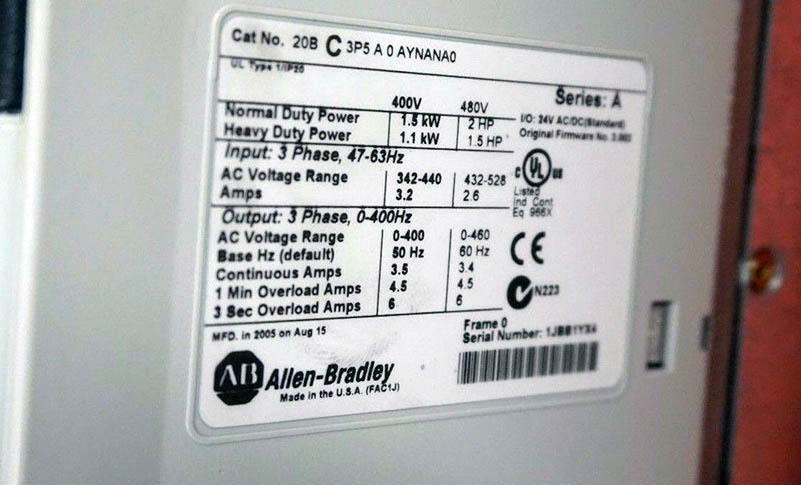 Cat No. 20B C 3P5 A 0 AYNANA0
UL Type 1/IP20
Series: A
400V 480V
I/O: 24V AC/DC(Standard)
Normal Duty Power 1.5 kW 2 HP
Original Firmware No.
Heavy Duty Power 1.1 kW 1.5 HP
Input: 3 Phase, 47-63Hz
AC Voltage Range 342-440 432-528
Amps 3.2 2.6
C UL US
Listed
Ind Cont
Eq 966X
Output: 3 Phase, 0-400Hz
AC Voltage Range 0-400 0-460
Base Hz (default) 50 Hz 60 Hz
Continuous Amps 3.5 3.4
1 Min Overload Amps 4.5 4.5
3 Sec Overload Amps 6 6
CE
N223
MFD. in 2005 on Aug 15
Frame 0
Serial Number: 1JBB1YX4
AB Allen-Bradley
Made in the U.S.A. (FAC1J)